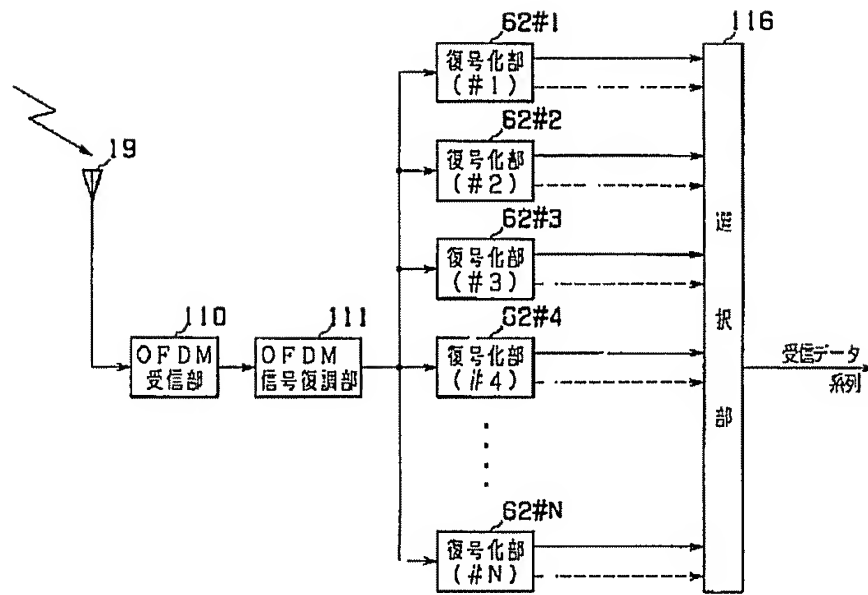 62#1
116
復号化部
(#1)
19
62#2
復号化部
(#2)
62#3
復号化部
(#3)
選択部
110
111
62#4
OFDM
受信部
OFDM
信号復調部
復号化部
(#4)
受信データ
系列
62#N
復号化部
(#N)